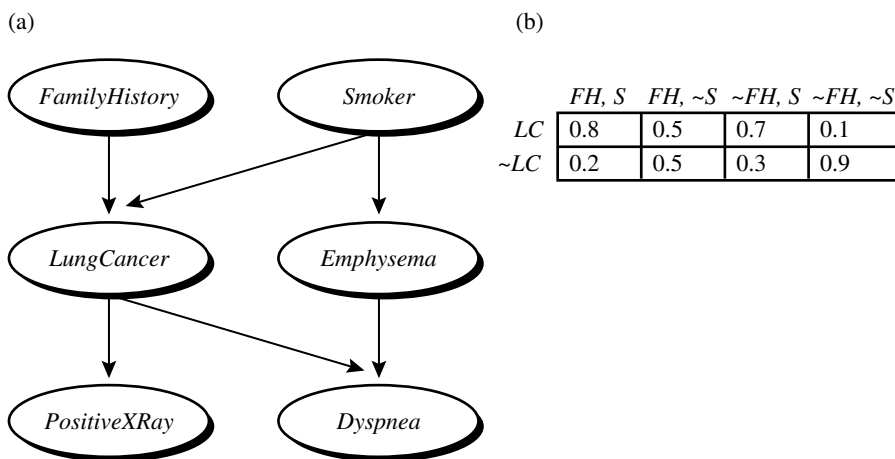 (a)
(b)
FamilyHistory
Smoker
LungCancer
Emphysema
PositiveXRay
Dyspnea
FH, S FH, ~S ~FH, S ~FH, ~S
LC 0.8 0.5 0.7 0.1
~LC 0.2 0.5 0.3 0.9